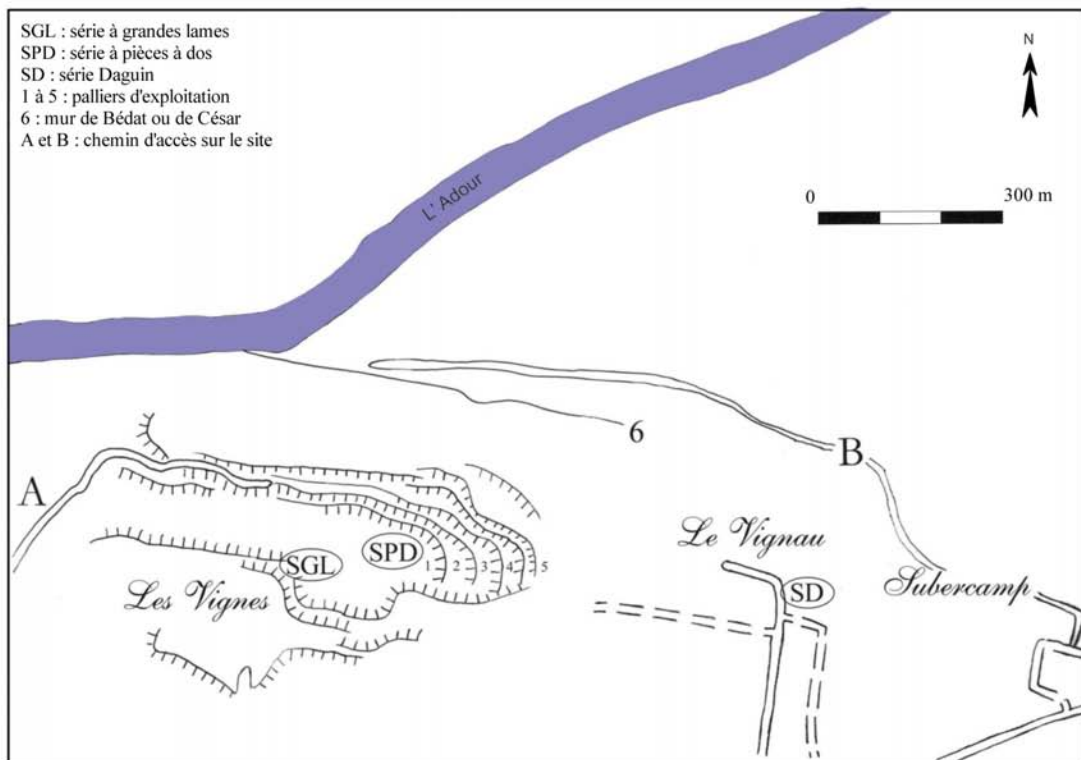 SGL : série à grandes lames
SPD : série à pièces à dos
SD : série Daguin
1 à 5 : palliers d'exploitation
6 : mur de Bédat ou de César
A et B : chemin d'accès sur le site
N
0 300 m
L' Adour
6
B
A
Le Vignau
SPD
SGL
1 2 3 4 5
Les Vignes
SD
Subercamp